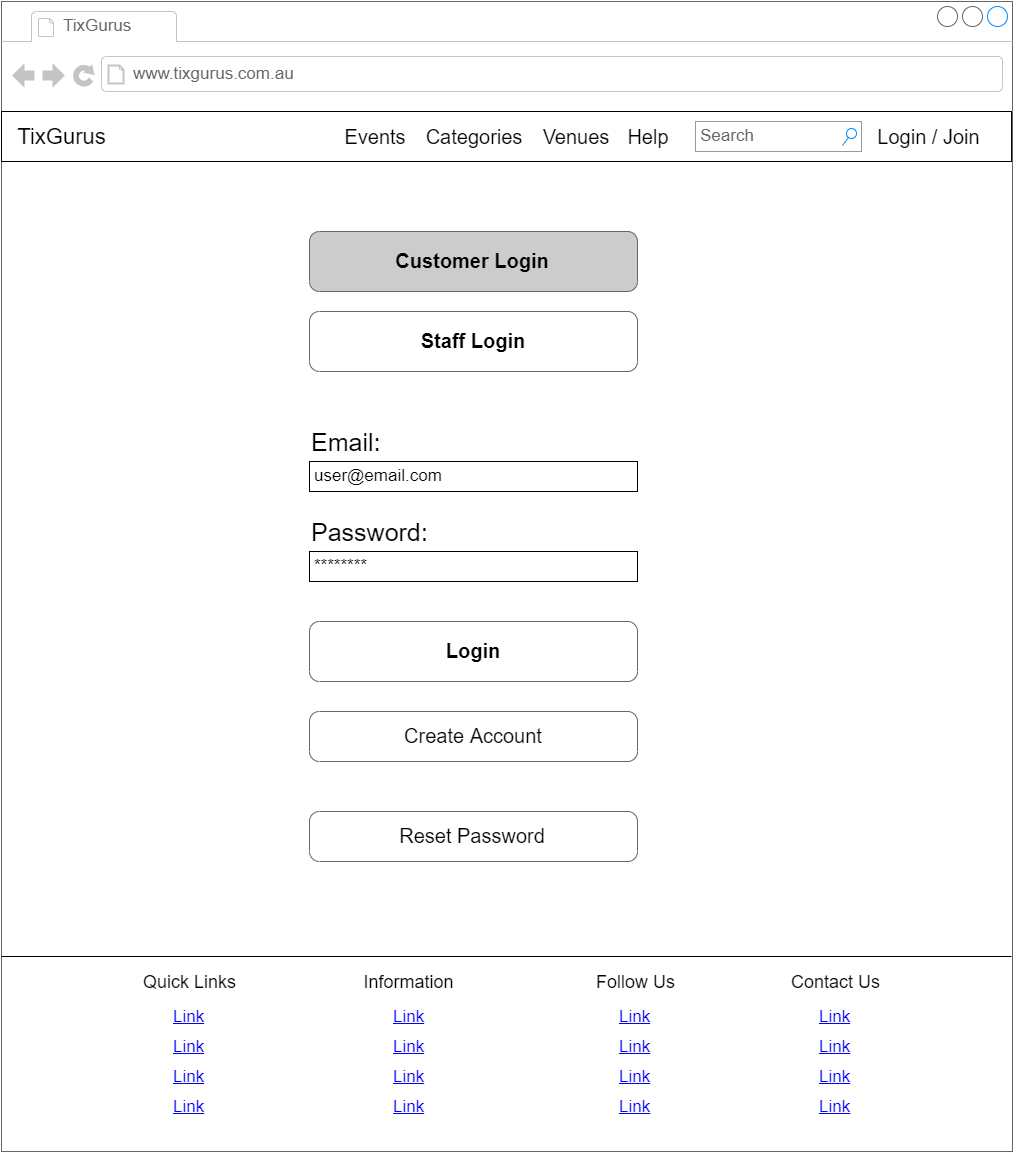 TixGurus
www.tixgurus.com.au
TixGurus Events Categories Venues Help Search Login / Join
Customer Login
Staff Login
Email:
user@email.com
Password:
********
Login
Create Account
Reset Password
Quick Links Information Follow Us Contact Us
Link Link Link Link
Link Link Link Link
Link Link Link Link
Link Link Link Link